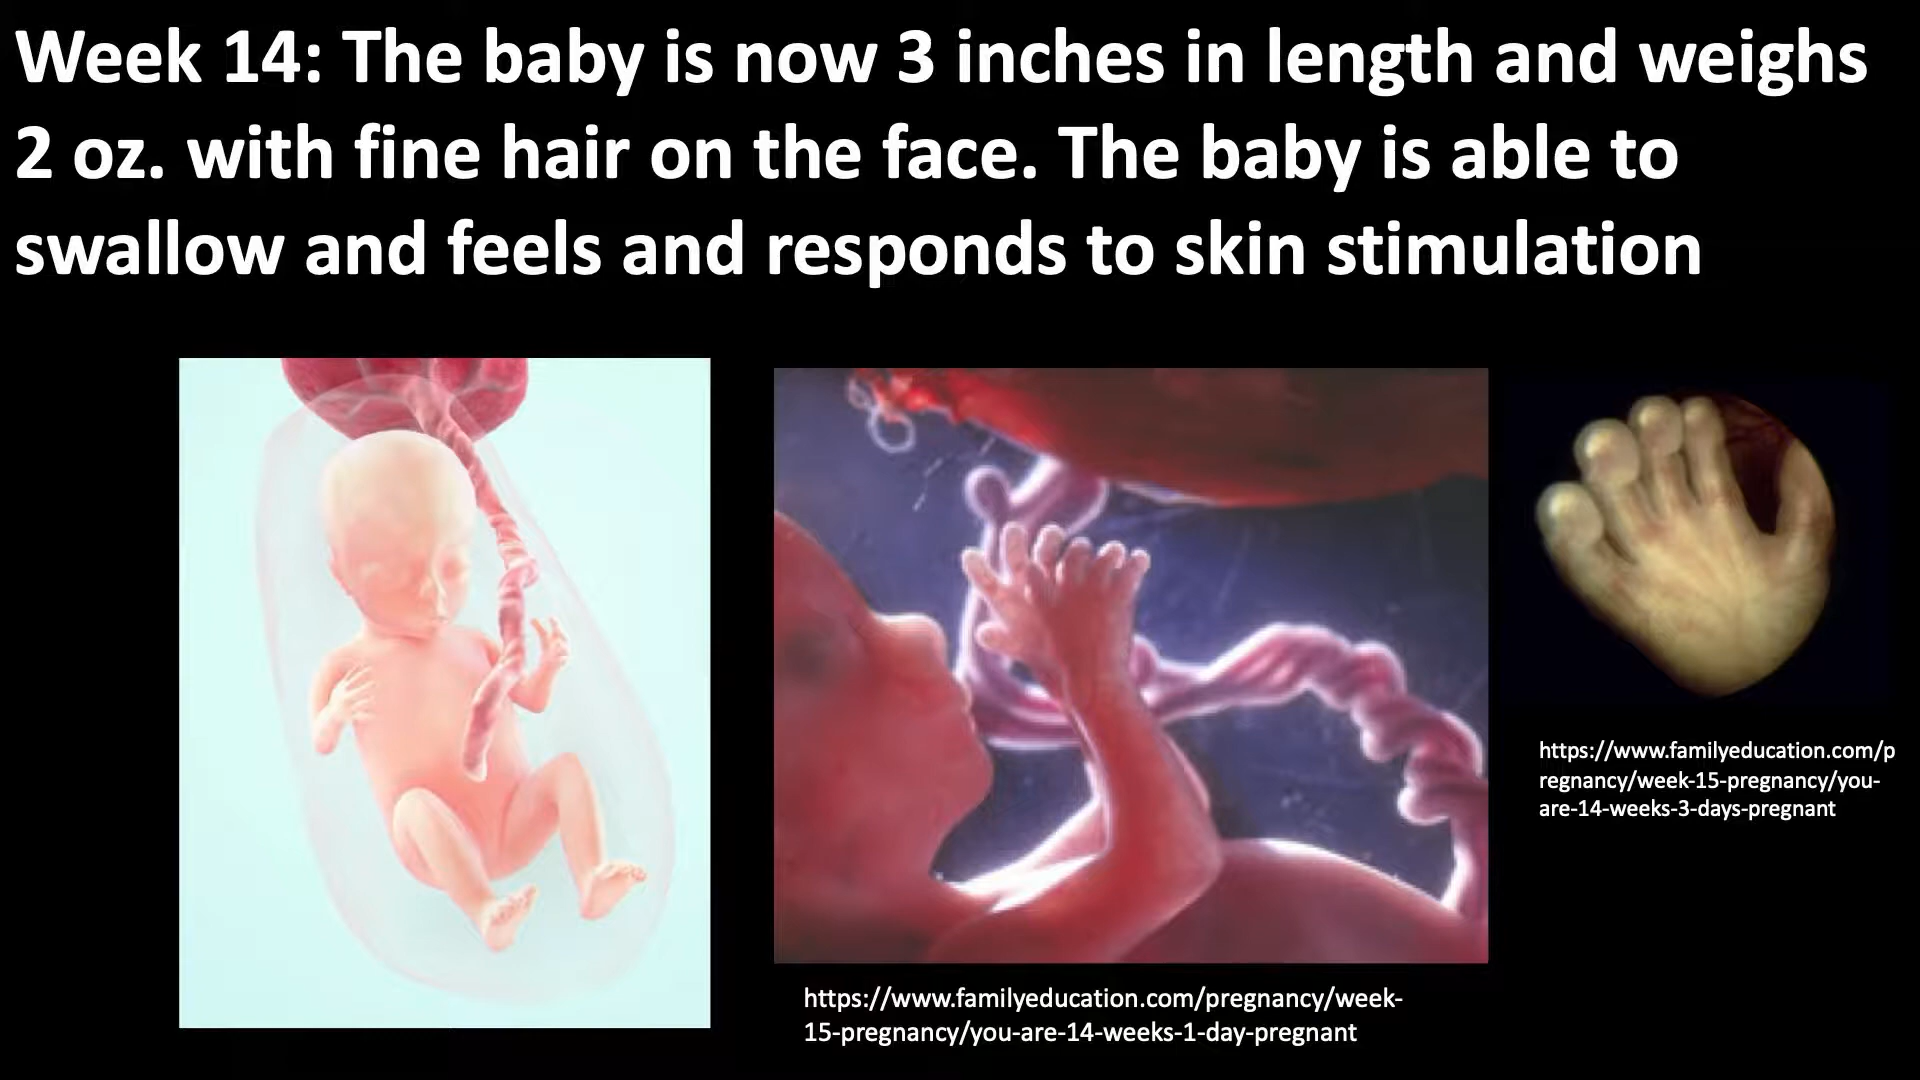 Week 14: The baby is now 3 inches in length and weighs
2 oz. with fine hair on the face. The baby is able to
swallow and feels and responds to skin stimulation
https://www.familyeducation.com/p
regnancy/week-15-pregnancy/you-
are-14-weeks-3-days-pregnant
https://www.familyeducation.com/pregnancy/week-
15-pregnancy/you-are-14-weeks-1-day-pregnant